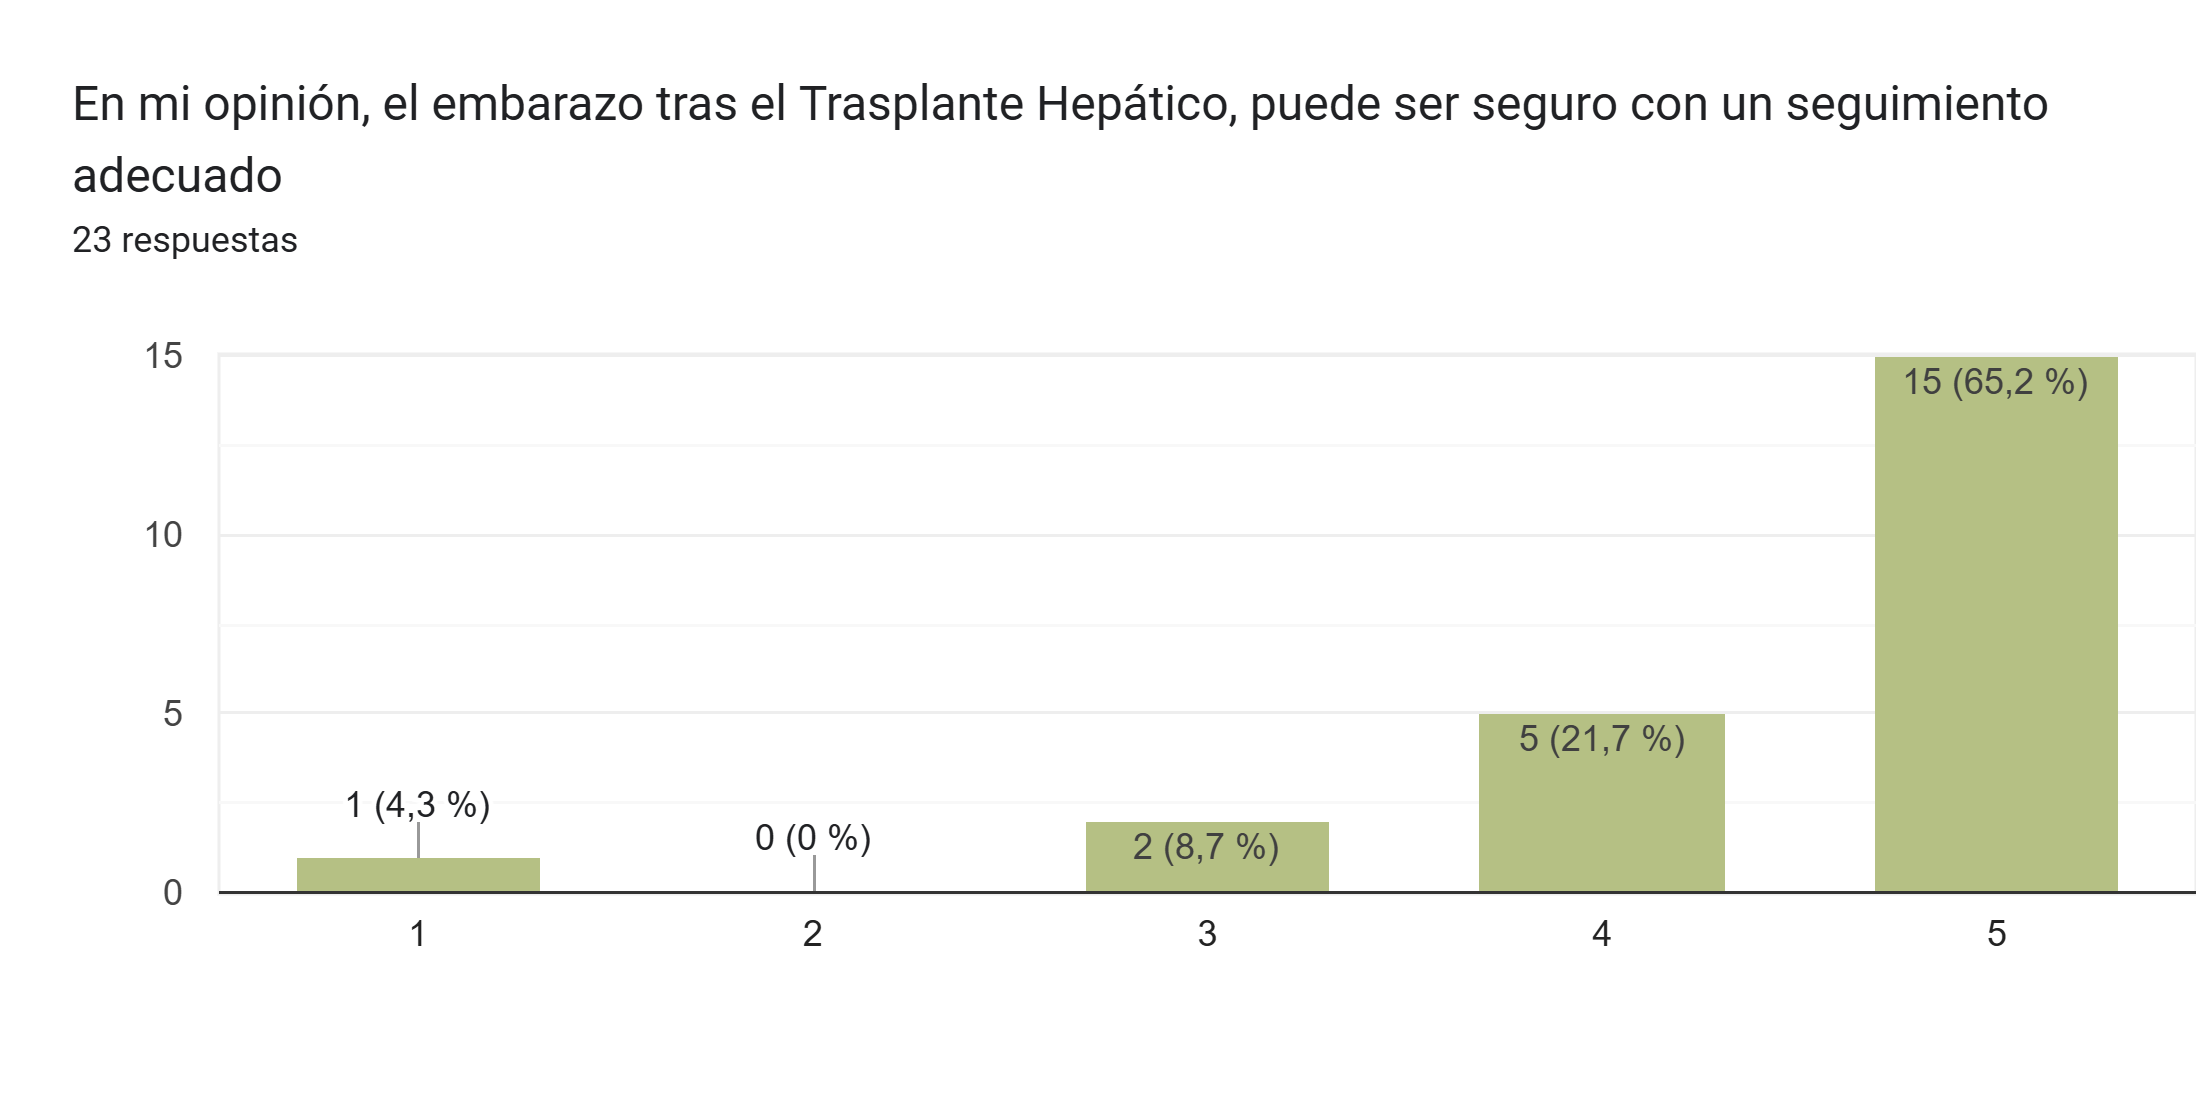 En mi opinión, el embarazo tras el Trasplante Hepático, puede ser seguro con un seguimiento
adecuado
23 respuestas
15
10
5
0
1 (4,3 %)
0 (0 %)
2 (8,7 %)
5 (21,7 %)
15 (65,2 %)
1
2
3
4
5